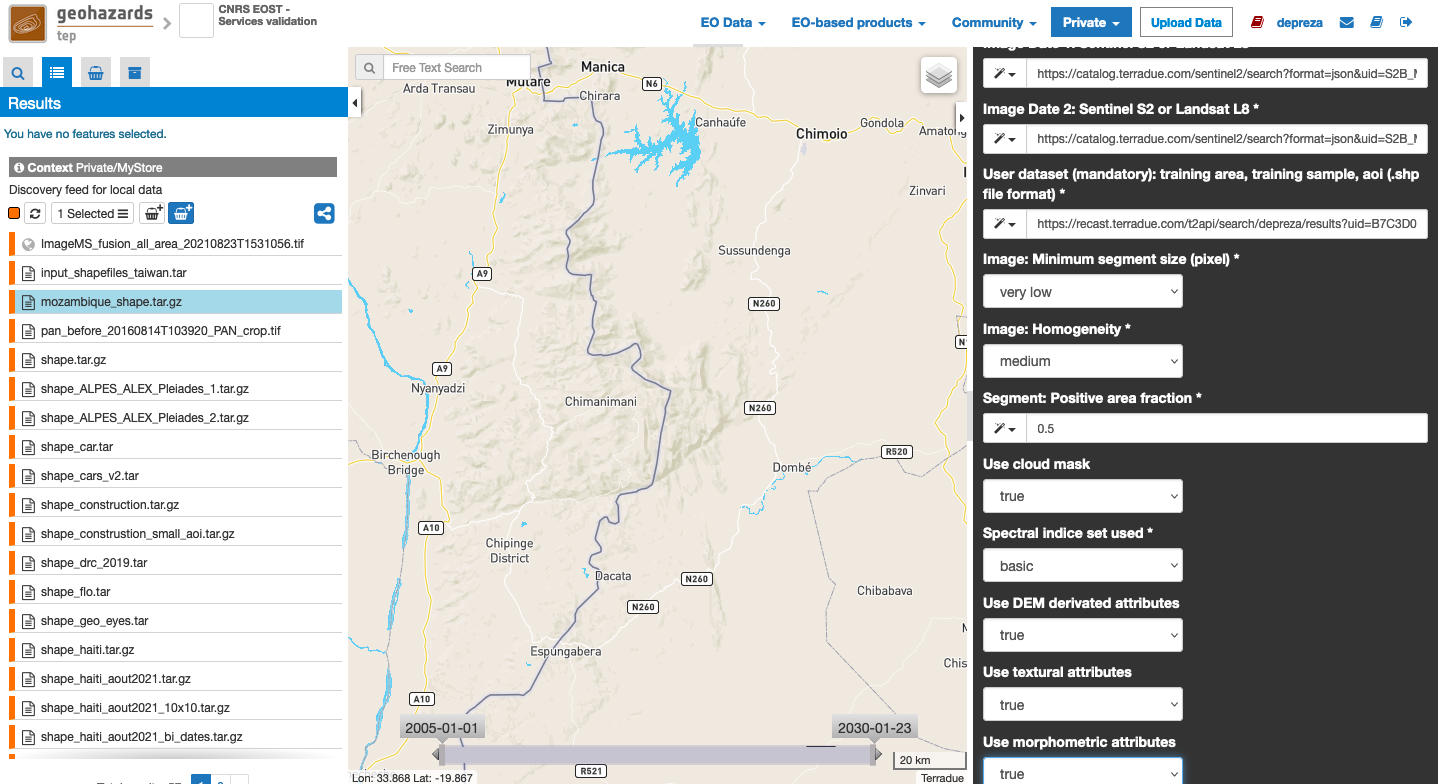 geohazards
tep
CNRS EOST -
Services validation
EO Data
EO-based products
Community
Private
Upload Data
depreza
Results
You have no features selected.
Context Private/MyStore
Discovery feed for local data
1 Selected
ImageMS_fusion_all_area_20210823T1531056.tif
input_shapefiles_taiwan.tar
mozambique_shape.tar.gz
pan_before_20160814T103920_PAN_crop.tif
shape.tar.gz
shape_ALPES_ALEX_Pleiades_1.tar.gz
shape_ALPES_ALEX_Pleiades_2.tar.gz
shape_car.tar
shape_cars_v2.tar
shape_construction.tar.gz
shape_construstion_small_aoi.tar.gz
shape_drc_2019.tar
shape_flo.tar
shape_geo_eyes.tar
shape_haiti.tar.gz
shape_haiti_aout2021.tar.gz
shape_haiti_aout2021_10x10.tar.gz
shape_haiti_aout2021_bi_dates.tar.gz
Free Text Search
Manica
Mutare
Arda Transau
N6
Chirara
Zimunya
Canhaúfe
Chimoio
Gondola
Amatong
Zinvari
Sussundenga
A9
N260
A9
Nyanyadzi
Chimanimani
N260
Birchenough
Bridge
R520
Dombé
A10
Chipinge
District
Dacata
N260
Chibabava
N260
Espungabera
Chis
A10
2005-01-01
2030-01-23
20 km
R521
Lon: 33.868 Lat: -19.867
Terradue
https://catalog.terradue.com/sentinel2/search?format=json&uid=S2B_M
Image Date 2: Sentinel S2 or Landsat L8 *
https://catalog.terradue.com/sentinel2/search?format=json&uid=S2B_M
User dataset (mandatory): training area, training sample, aoi (.shp
file format) *
https://recast.terradue.com/t2api/search/depreza/results?uid=B7C3D0
Image: Minimum segment size (pixel) *
very low
Image: Homogeneity *
medium
Segment: Positive area fraction *
0.5
Use cloud mask
true
Spectral indice set used *
basic
Use DEM derivated attributes
true
Use textural attributes
true
Use morphometric attributes
true